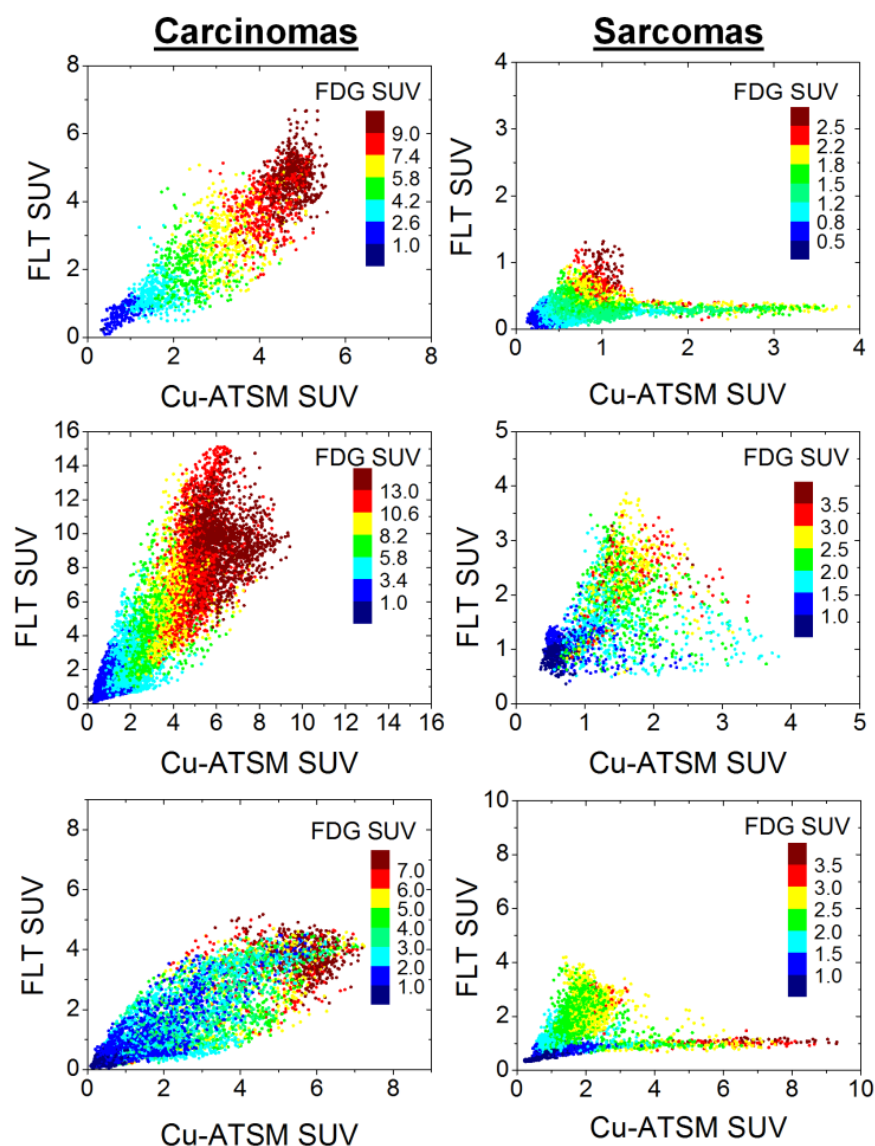 Carcinomas
Sarcomas
8
6
4
2
0
0 2 4 6 8
FLT SUV
Cu-ATSM SUV
FDG SUV
9.0
7.4
5.8
4.2
2.6
1.0
4
3
2
1
0
0 1 2 3 4
FLT SUV
Cu-ATSM SUV
FDG SUV
2.5
2.2
1.8
1.5
1.2
0.8
0.5
16
14
12
10
8
6
4
2
0
0 2 4 6 8 10 12 14 16
FLT SUV
Cu-ATSM SUV
FDG SUV
13.0
10.6
8.2
5.8
3.4
1.0
5
4
3
2
1
0
0 1 2 3 4 5
FLT SUV
Cu-ATSM SUV
FDG SUV
3.5
3.0
2.5
2.0
1.5
1.0
8
6
4
2
0
0 2 4 6 8
FLT SUV
Cu-ATSM SUV
FDG SUV
7.0
6.0
5.0
4.0
3.0
2.0
1.0
10
8
6
4
2
0
0 2 4 6 8 10
FLT SUV
Cu-ATSM SUV
FDG SUV
3.5
3.0
2.5
2.0
1.5
1.0